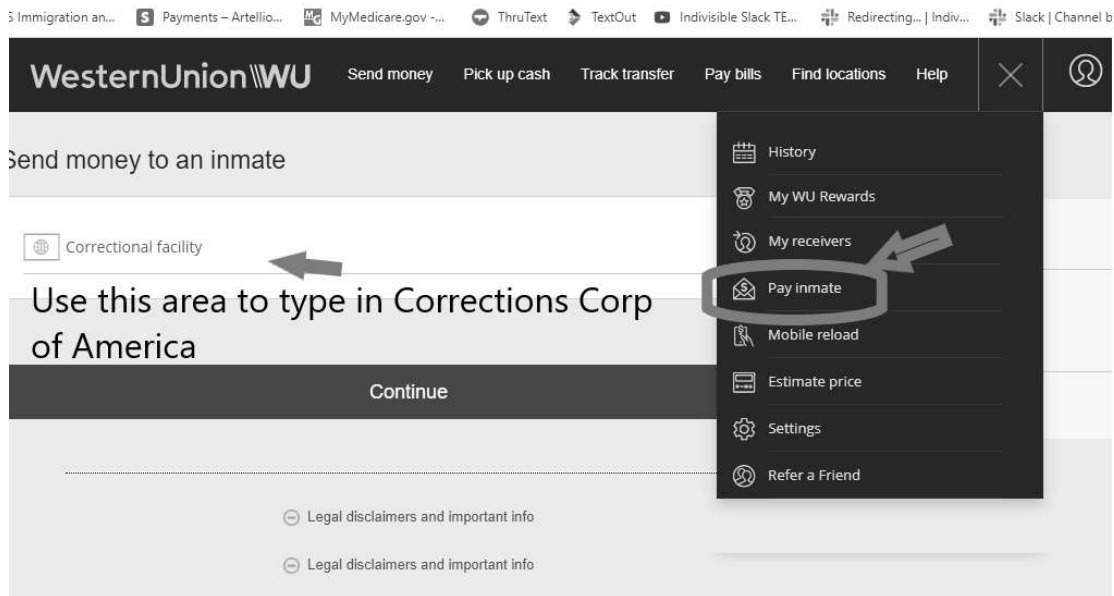 S Immigration an... S Payments – Artellio... MG MyMedicare.gov -... ThruText TextOut Indivisible Slack TE... Redirecting... | Indiv... Slack | Channel b
WesternUnion WU Send money Pick up cash Track transfer Pay bills Find locations Help
Send money to an inmate
Correctional facility
Use this area to type in Corrections Corp
of America
Continue
Legal disclaimers and important info
Legal disclaimers and important info
History
My WU Rewards
My receivers
Pay inmate
Mobile reload
Estimate price
Settings
Refer a Friend